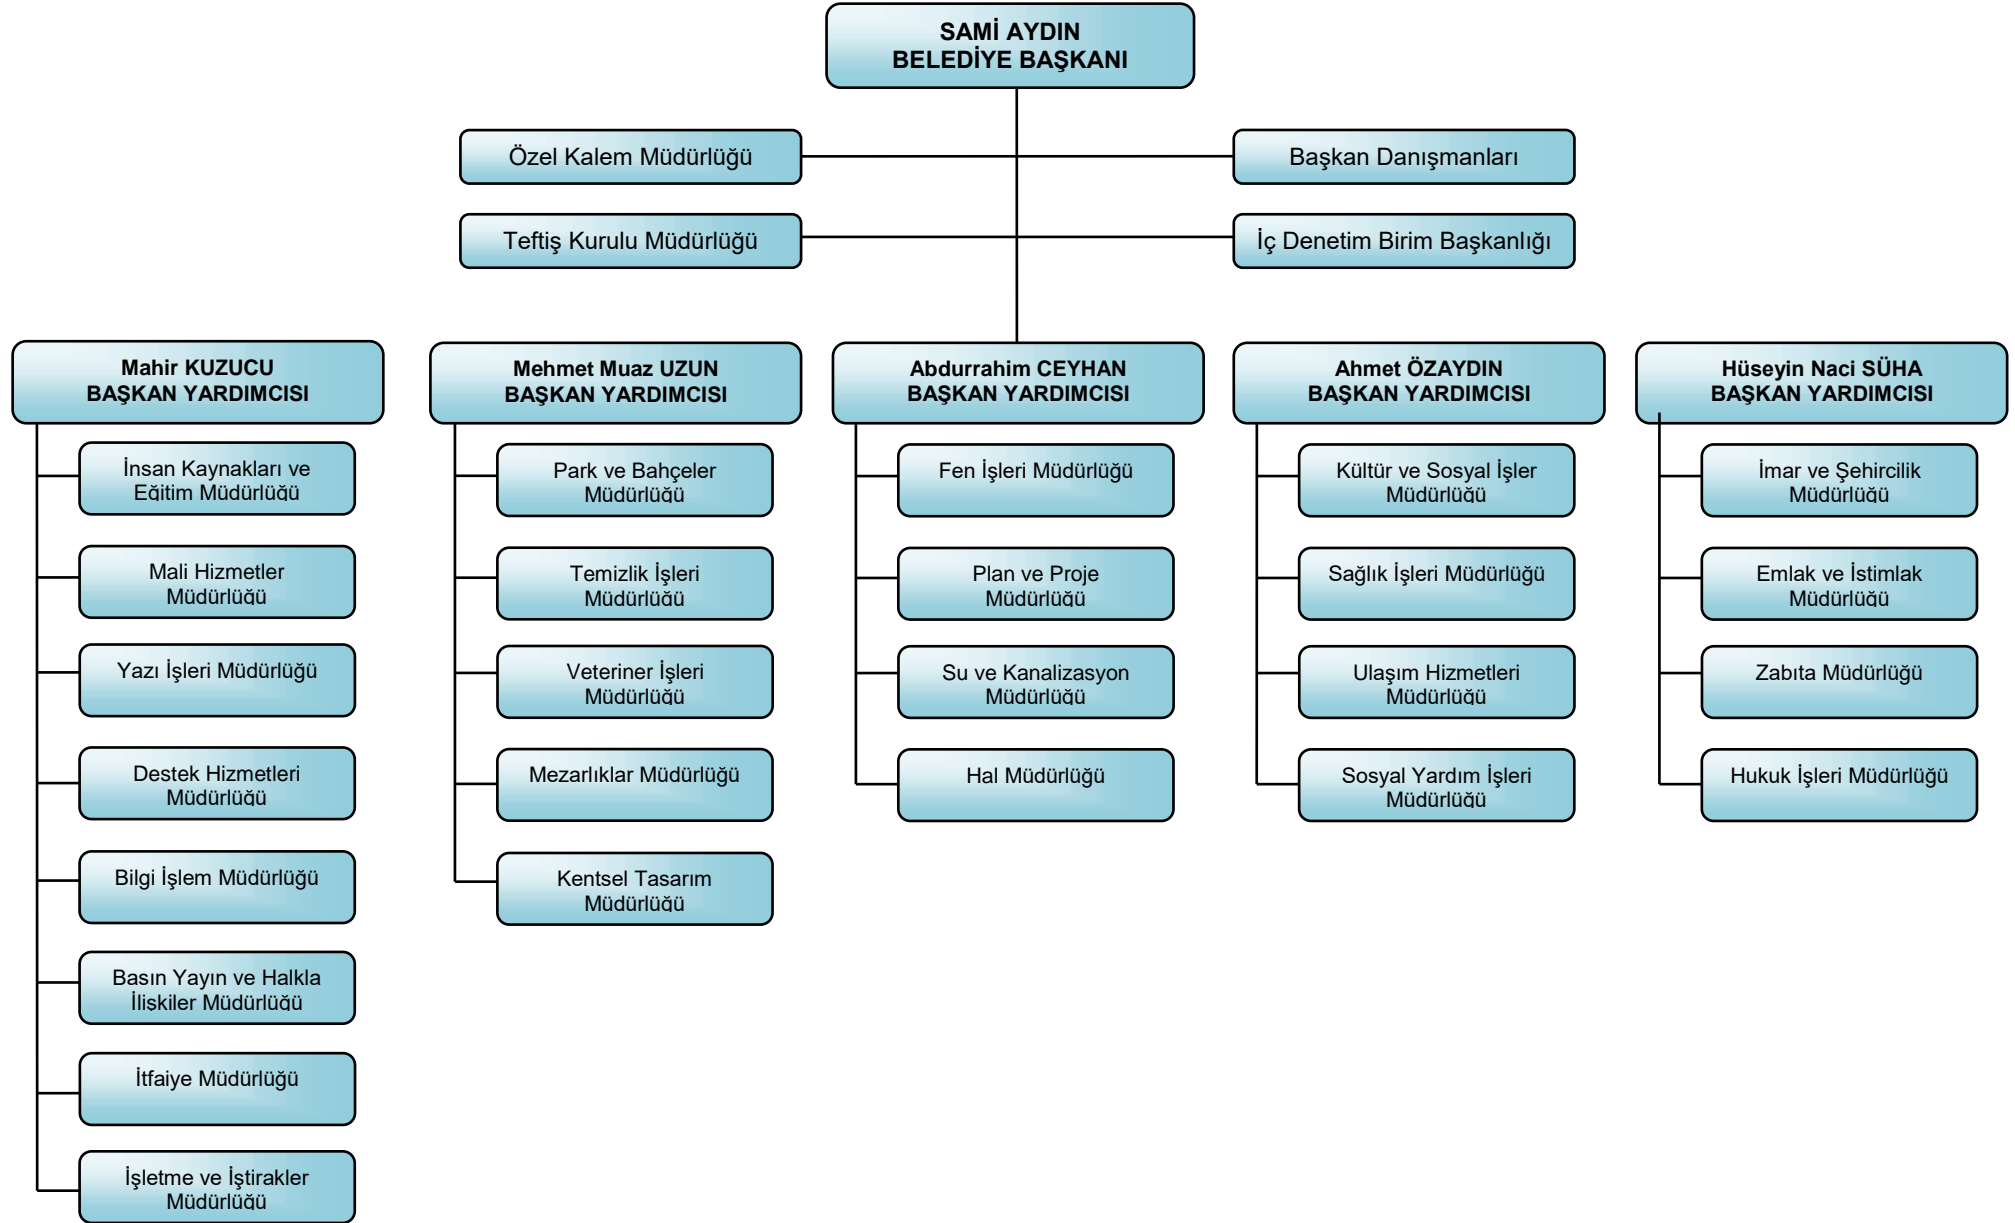 SAMİ AYDIN
BELEDİYE BAŞKANI
Özel Kalem Müdürlüğü
Başkan Danışmanları
Teftiş Kurulu Müdürlüğü
İç Denetim Birim Başkanlığı
Mahir KUZUCU
BAŞKAN YARDIMCISI
İnsan Kaynakları ve
Eğitim Müdürlüğü
Mali Hizmetler
Müdürlüğü
Yazı İşleri Müdürlüğü
Destek Hizmetleri
Müdürlüğü
Bilgi İşlem Müdürlüğü
Basın Yayın ve Halkla
İlişkiler Müdürlüğü
İtfaiye Müdürlüğü
İşletme ve İştirakler
Müdürlüğü
Mehmet Muaz UZUN
BAŞKAN YARDIMCISI
Park ve Bahçeler
Müdürlüğü
Temizlik İşleri
Müdürlüğü
Veteriner İşleri
Müdürlüğü
Mezarlıklar Müdürlüğü
Kentsel Tasarım
Müdürlüğü
Abdurrahim CEYHAN
BAŞKAN YARDIMCISI
Fen İşleri Müdürlüğü
Plan ve Proje
Müdürlüğü
Su ve Kanalizasyon
Müdürlüğü
Hal Müdürlüğü
Ahmet ÖZAYDIN
BAŞKAN YARDIMCISI
Kültür ve Sosyal İşler
Müdürlüğü
Sağlık İşleri Müdürlüğü
Ulaşım Hizmetleri
Müdürlüğü
Sosyal Yardım İşleri
Müdürlüğü
Hüseyin Naci SÜHA
BAŞKAN YARDIMCISI
İmar ve Şehircilik
Müdürlüğü
Emlak ve İstimlak
Müdürlüğü
Zabıta Müdürlüğü
Hukuk İşleri Müdürlüğü